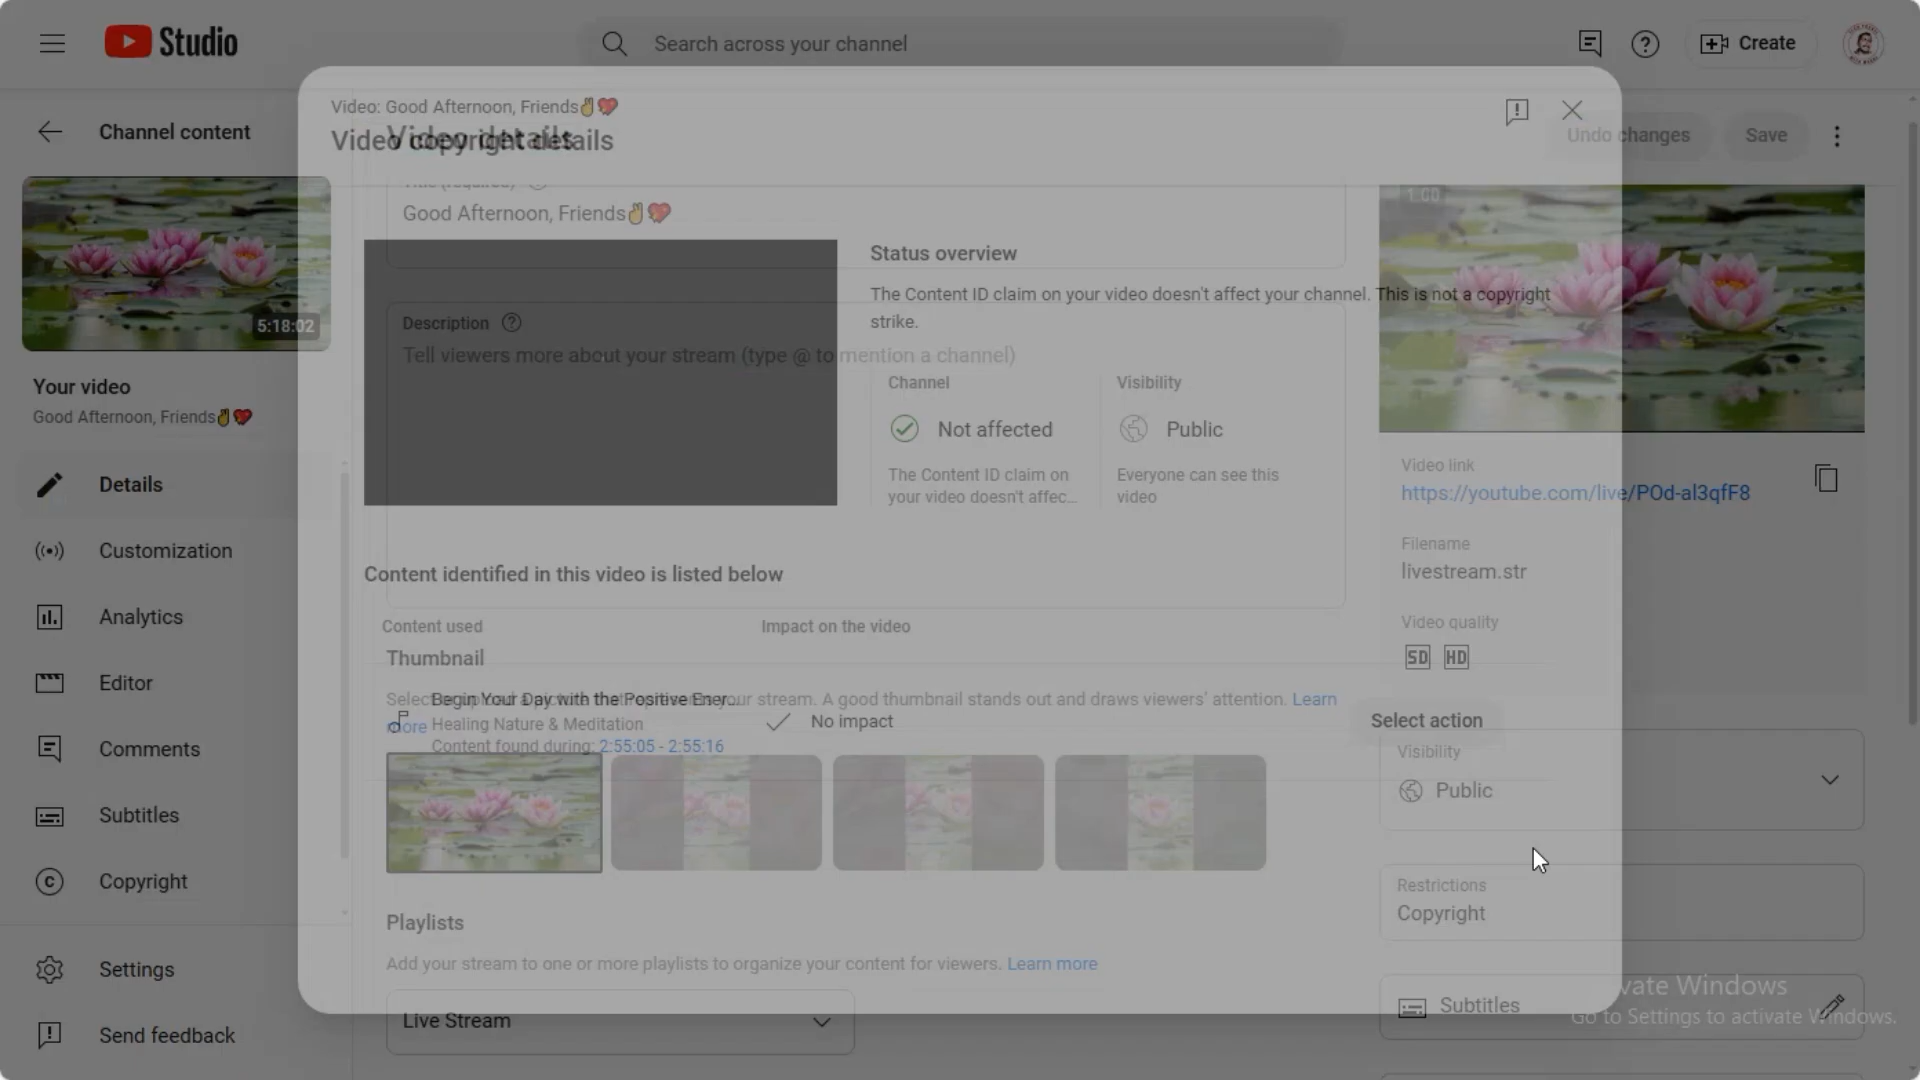 Studio
Search across your channel
Create
Channel content
5:18:02
Your video
Good Afternoon, Friends✌️💖
Details
Customization
Analytics
Editor
Comments
Subtitles
Copyright
Settings
Send feedback
Video: Good Afternoon, Friends✌️💖
Video copyright details
Video details
Undo changes
Save
Title (required)
Good Afternoon, Friends✌️💖
Description
Tell viewers more about your stream (type @ to mention a channel)
Status overview
The Content ID claim on your video doesn't affect your channel. This is not a copyright
strike.
Channel
Not affected
The Content ID claim on
your video doesn't affec...
Visibility
Public
Everyone can see this
video
Content identified in this video is listed below
Content used
Impact on the video
Begin Your Day with the Positive Ener...
Healing Nature & Meditation
Content found during: 2:55:05 - 2:55:16
No impact
Select action
Thumbnail
Select or upload a picture that represents your stream. A good thumbnail stands out and draws viewers' attention. Learn
more
Playlists
Add your stream to one or more playlists to organize your content for viewers. Learn more
Live Stream
1:00
Video link
https://youtube.com/live/POd-al3qfF8
Filename
livestream.str
Video quality
SD HD
Visibility
Public
Restrictions
Copyright
Subtitles
vate Windows
Go to Settings to activate Windows.